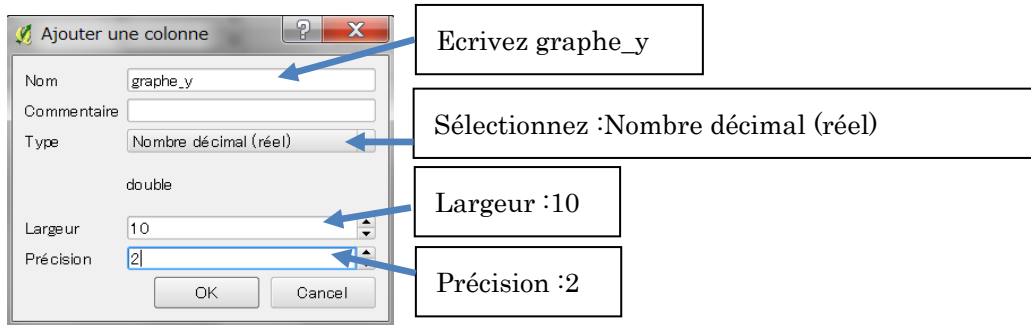 Ajouter une colonne
Ecrivez graphe_y
Nom graphe_y
Commentaire
Type Nombre décimal (réel)
Sélectionnez :Nombre décimal (réel)
double
Largeur :10
Largeur 10
Précision 2
Précision :2
OK Cancel